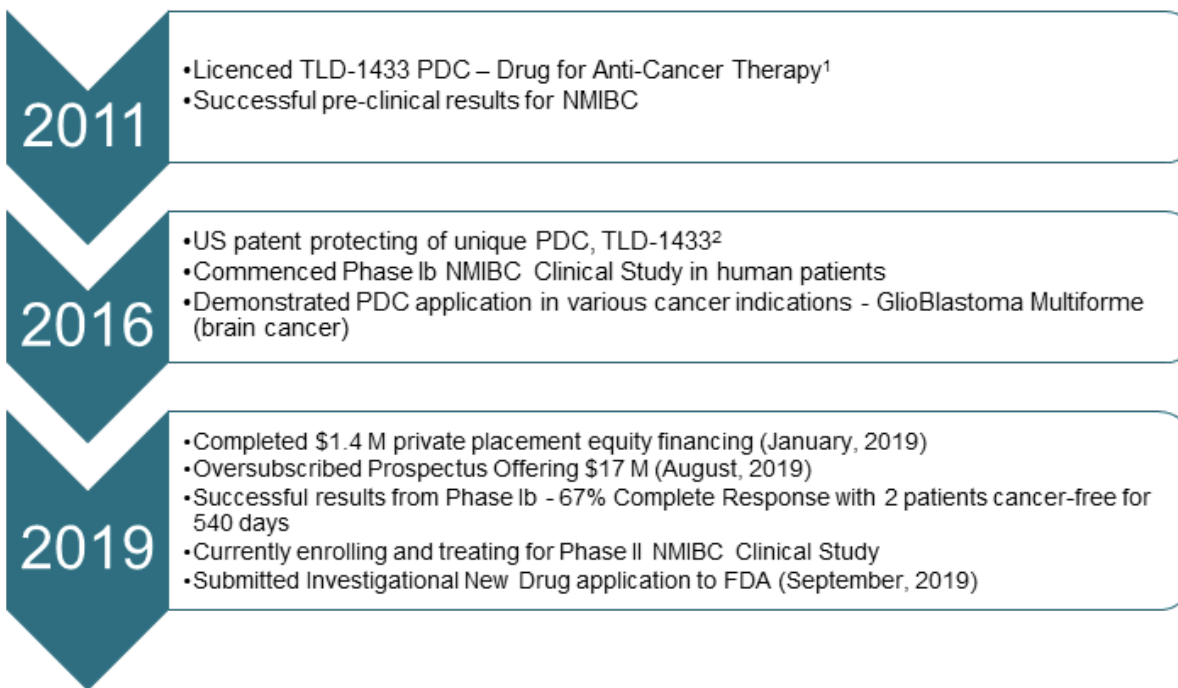 2011
•Licenced TLD-1433 PDC – Drug for Anti-Cancer Therapy¹
•Successful pre-clinical results for NMIBC
2016
•US patent protecting of unique PDC, TLD-1433²
•Commenced Phase Ib NMIBC Clinical Study in human patients
•Demonstrated PDC application in various cancer indications - GlioBlastoma Multiforme
(brain cancer)
2019
•Completed $1.4 M private placement equity financing (January, 2019)
•Oversubscribed Prospectus Offering $17 M (August, 2019)
•Successful results from Phase Ib - 67% Complete Response with 2 patients cancer-free for
540 days
•Currently enrolling and treating for Phase II NMIBC Clinical Study
•Submitted Investigational New Drug application to FDA (September, 2019)